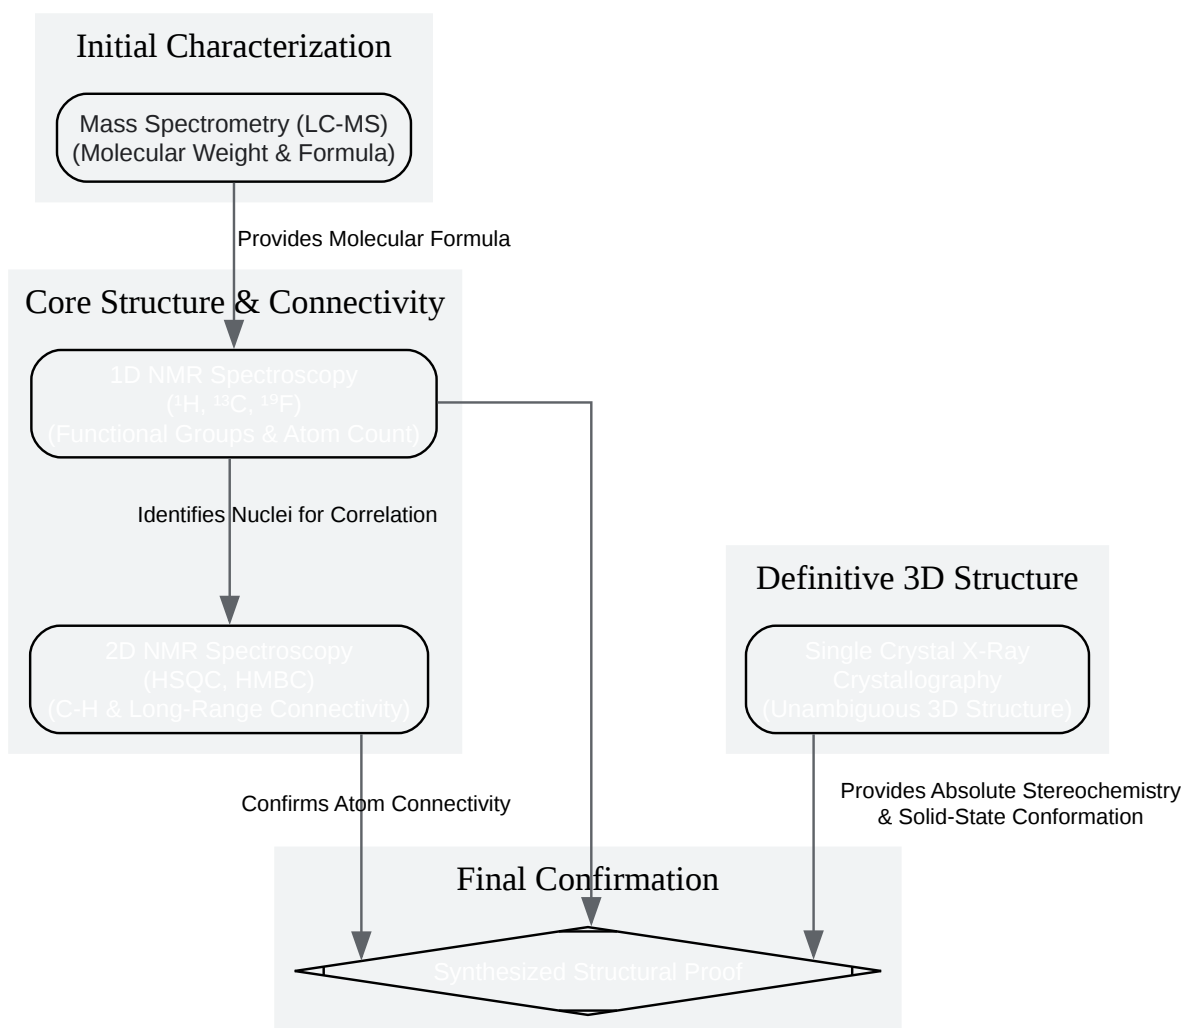 Initial Characterization
Mass Spectrometry (LC-MS)
(Molecular Weight & Formula)
Provides Molecular Formula
Core Structure & Connectivity
1D NMR Spectroscopy
(¹H, ¹³C, ¹⁹F)
(Functional Groups & Atom Count)
Identifies Nuclei for Correlation
2D NMR Spectroscopy
(HSQC, HMBC)
(C-H & Long-Range Connectivity)
Definitive 3D Structure
Single Crystal X-Ray
Crystallography
(Unambiguous 3D Structure)
Confirms Atom Connectivity
Provides Absolute Stereochemistry
& Solid-State Conformation
Final Confirmation
Synthesized Structural Proof